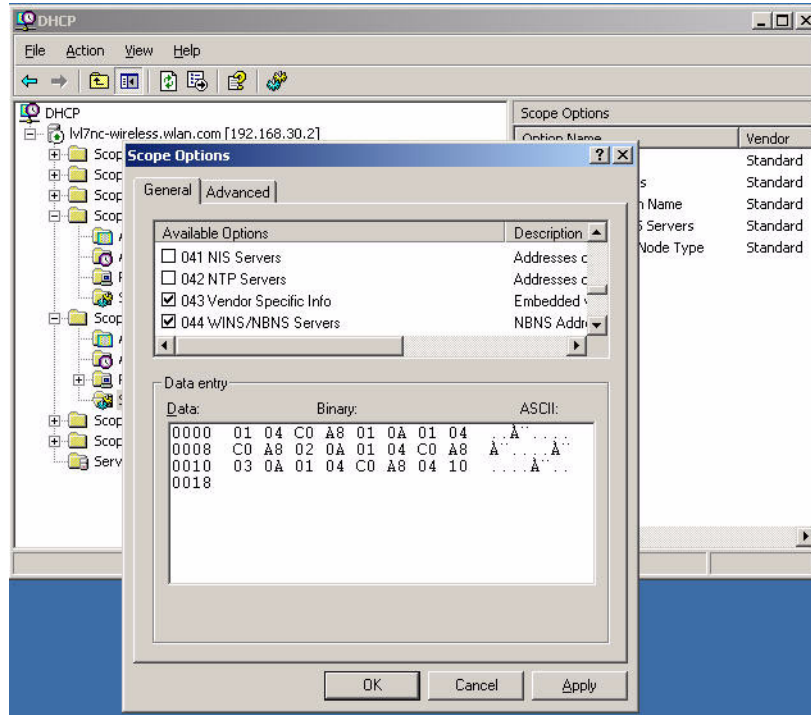 DHCP
File Action View Help
DHCP
lvl7nc-wireless.wlan.com [192.168.30.2]
Scope Options
Option Name Vendor
Standard
Standard
Name Standard
Servers Standard
Node Type Standard
Scope Options
General Advanced
Available Options Description
041 NIS Servers Addresses
042 NTP Servers Addresses
043 Vendor Specific Info Embedded
044 WINS/NBNS Servers NBNS
Data entry
Data: Binary: ASCII:
0000 01 04 C0 A8 01 0A 01 04 ..À¨....
0008 C0 A8 02 0A 01 04 C0 A8 À¨....À¨
0010 03 0A 01 04 C0 A8 04 10 ....À¨..
0018
OK Cancel Apply